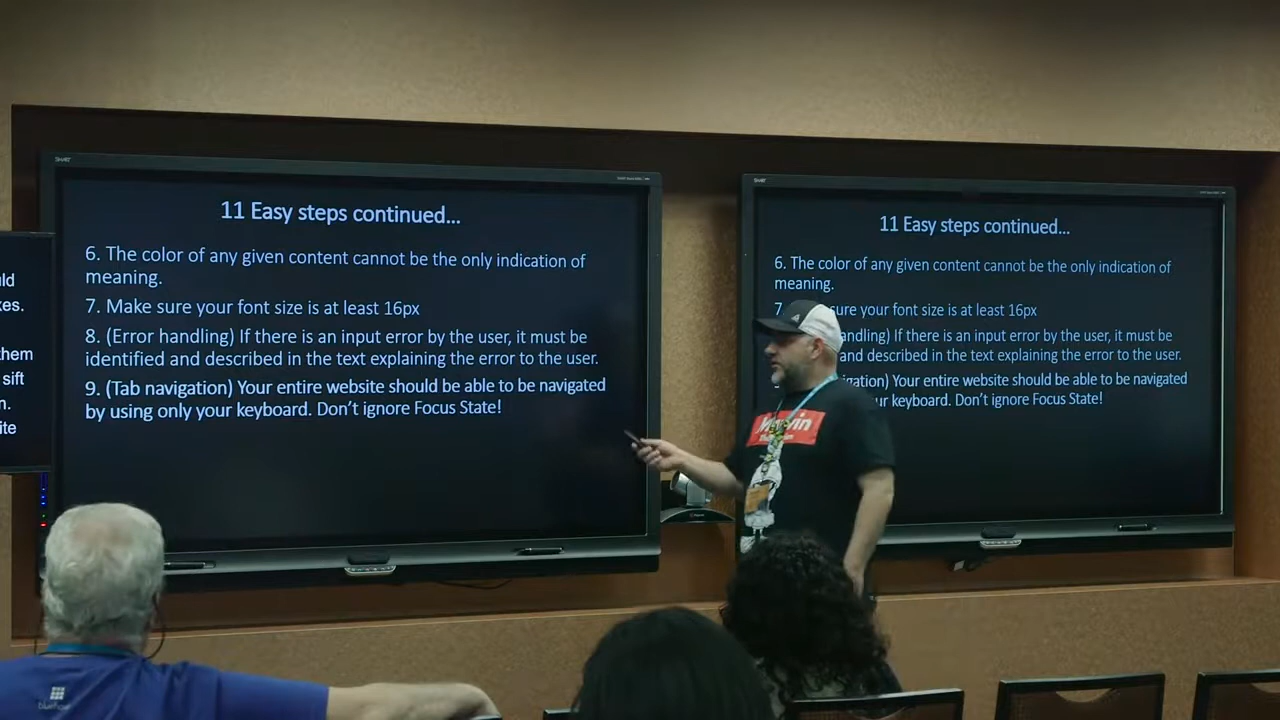 SMART
11 Easy steps continued...
6. The color of any given content cannot be the only indication of
meaning.
7. Make sure your font size is at least 16px
8. (Error handling) If there is an input error by the user, it must be
identified and described in the text explaining the error to the user.
9. (Tab navigation) Your entire website should be able to be navigated
by using only your keyboard. Don't ignore Focus State!
them
sift
SMART
11 Easy steps continued...
6. The color of any given content cannot be the only indication of
meaning.
7. sure your font size is at least 16px
andling) If there is an input error by the user, it must be
and described in the text explaining the error to the user.
igation) Your entire website should be able to be navigated
ur keyboard. Don't ignore Focus State!